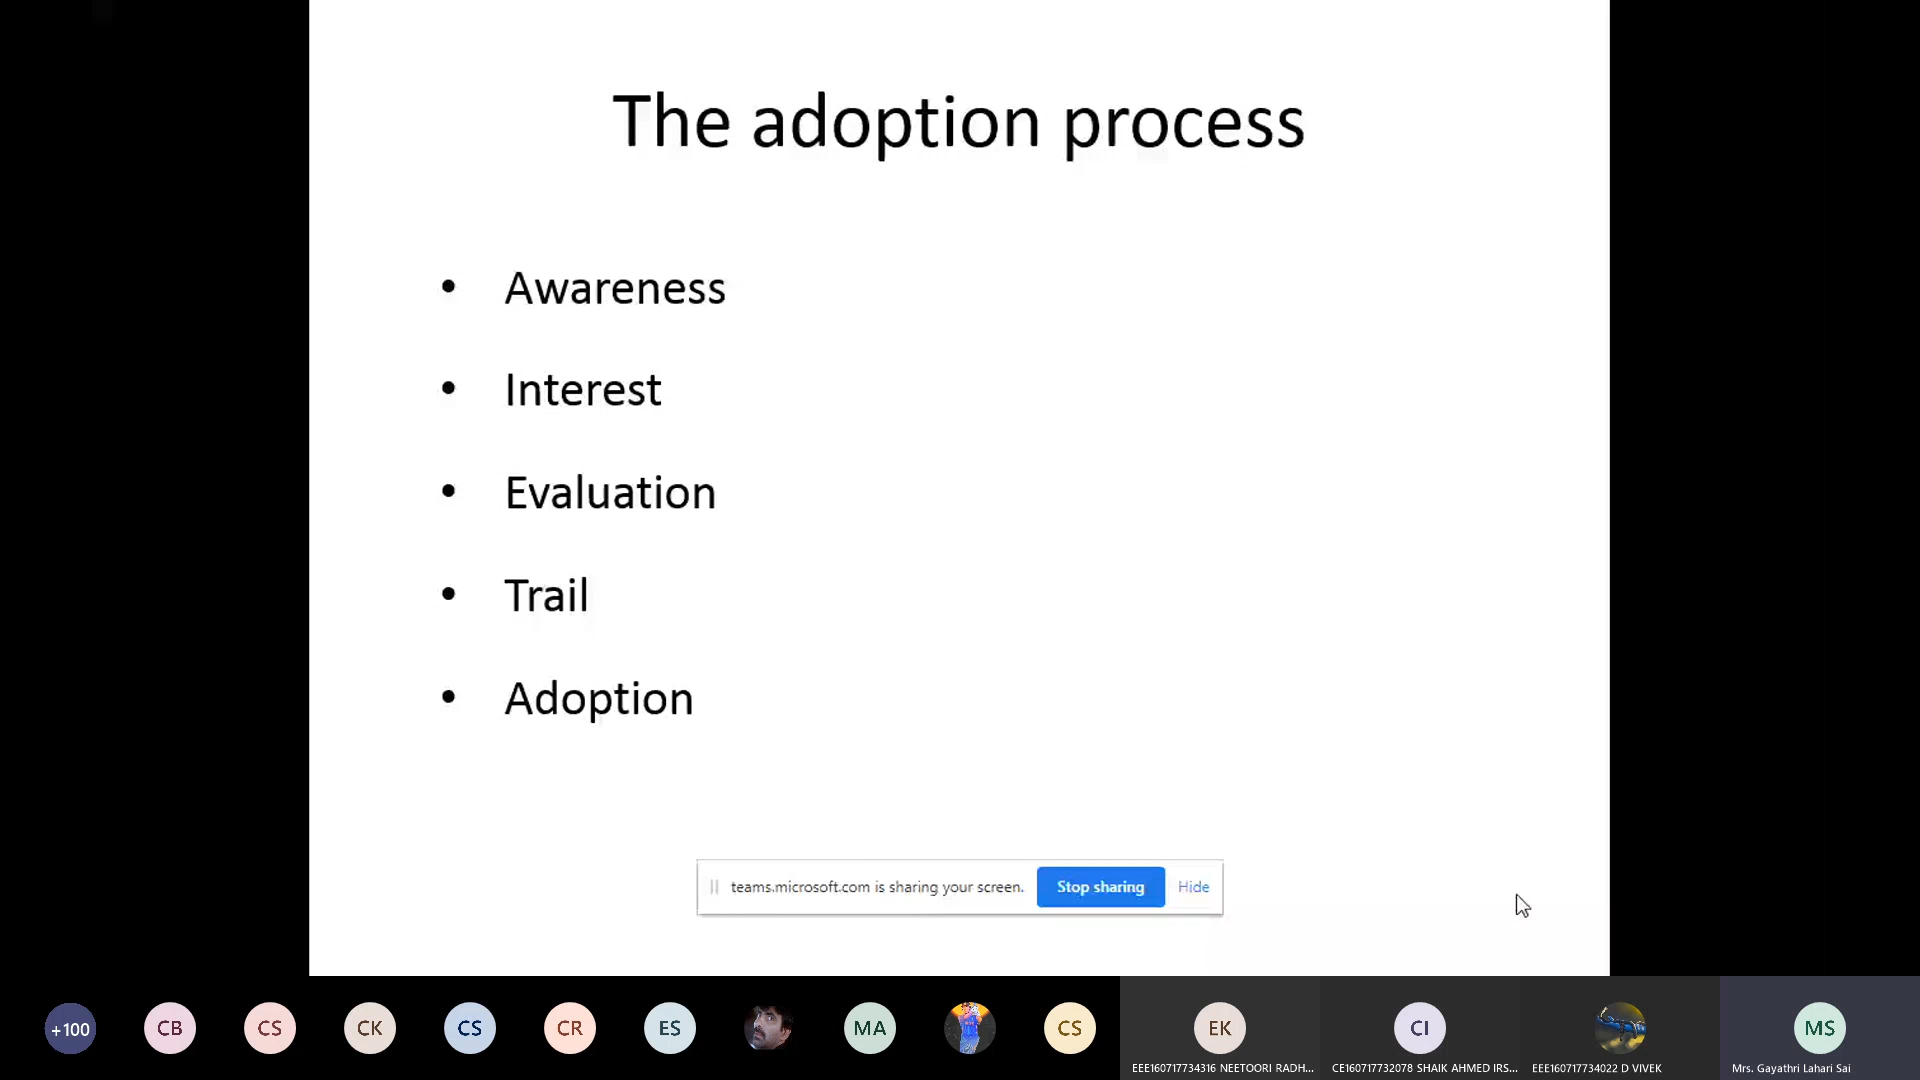 The adoption process
• Awareness
• Interest
• Evaluation
• Trail
• Adoption
teams.microsoft.com is sharing your screen. Stop sharing Hide
+100 CB CS CK CS CR ES MA CS EK CI MS
EEE160717734316 NEETOORI RADH... CE160717732078 SHAIK AHMED IRS... EEE160717734022 D VIVEK Mrs. Gayathri Lahari Sai